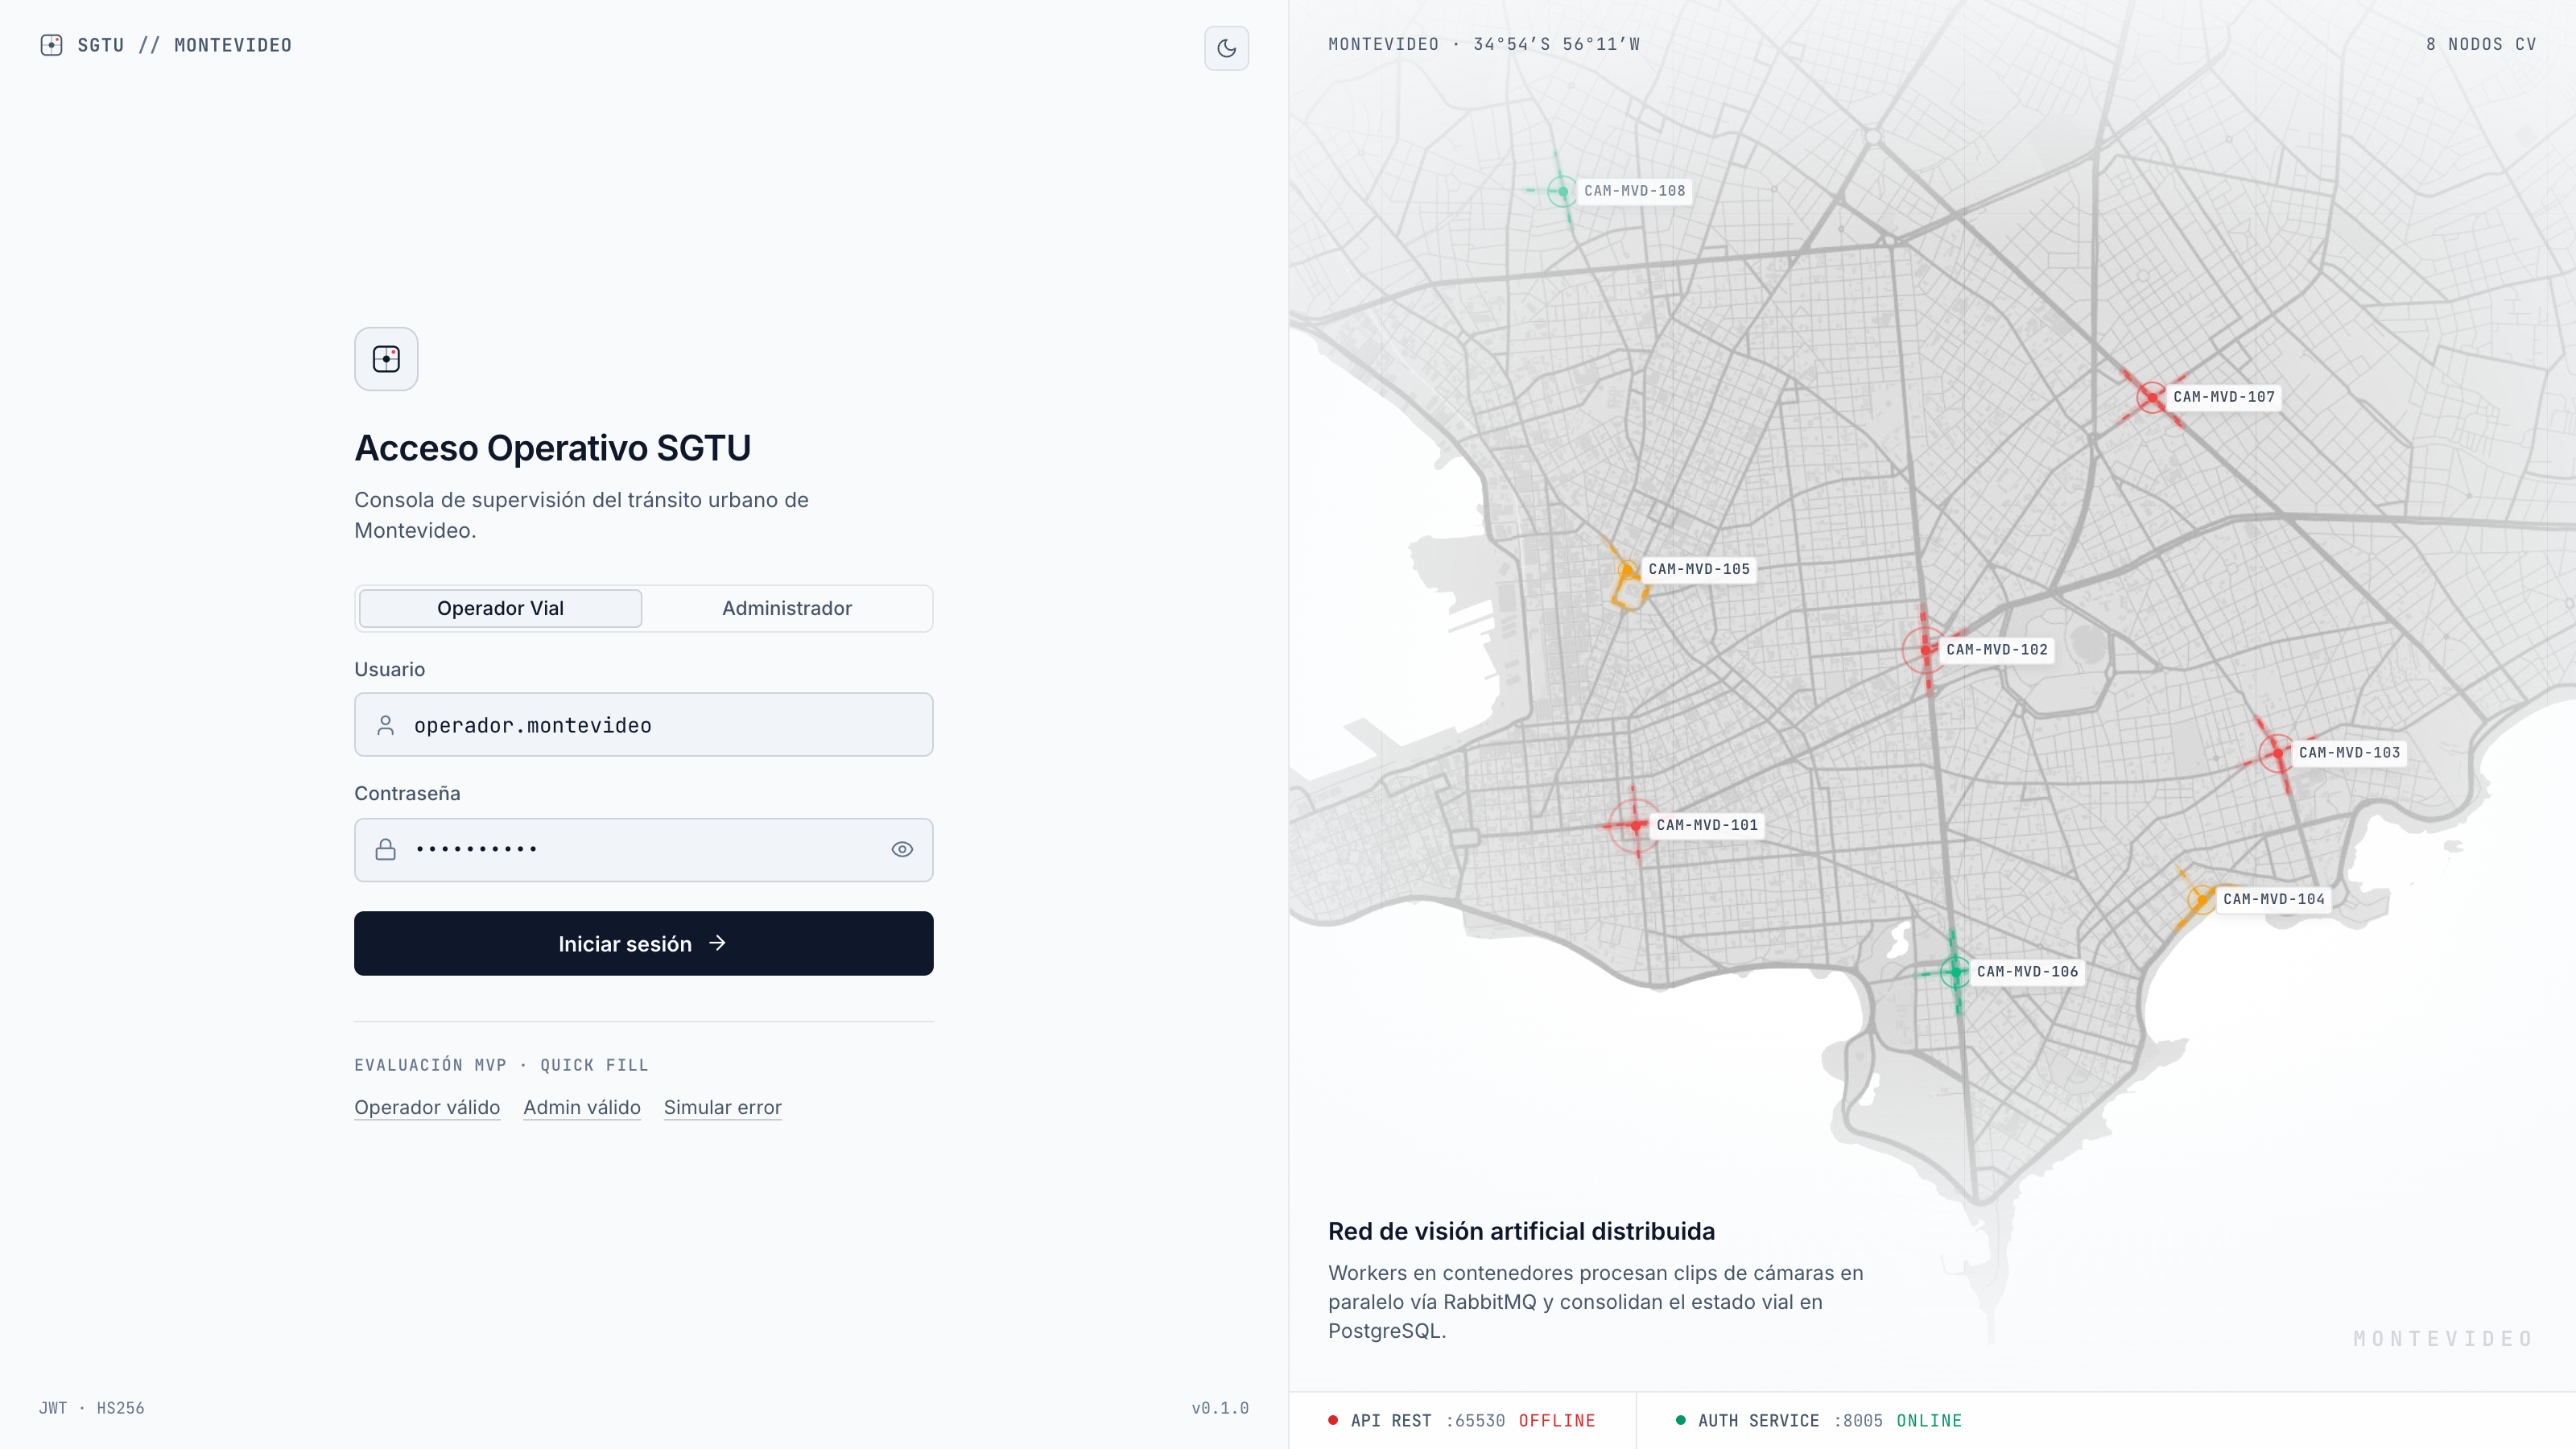 SGTU // MONTEVIDEO
Acceso Operativo SGTU
Consola de supervisión del tránsito urbano de
Montevideo.
Operador Vial
Administrador
Usuario
operador.montevideo
Contraseña
••••••••••
Iniciar sesión →
EVALUACIÓN MVP · QUICK FILL
Operador válido
Admin válido
Simular error
JWT · HS256
v0.1.0
MONTEVIDEO · 34°54′S 56°11′W
8 NODOS CV
CAM-MVD-108
CAM-MVD-107
CAM-MVD-105
CAM-MVD-102
CAM-MVD-103
CAM-MVD-101
CAM-MVD-104
CAM-MVD-106
Red de visión artificial distribuida
Workers en contenedores procesan clips de cámaras en
paralelo vía RabbitMQ y consolidan el estado vial en
PostgreSQL.
MONTEVIDEO
API REST :65530 OFFLINE
AUTH SERVICE :8005 ONLINE